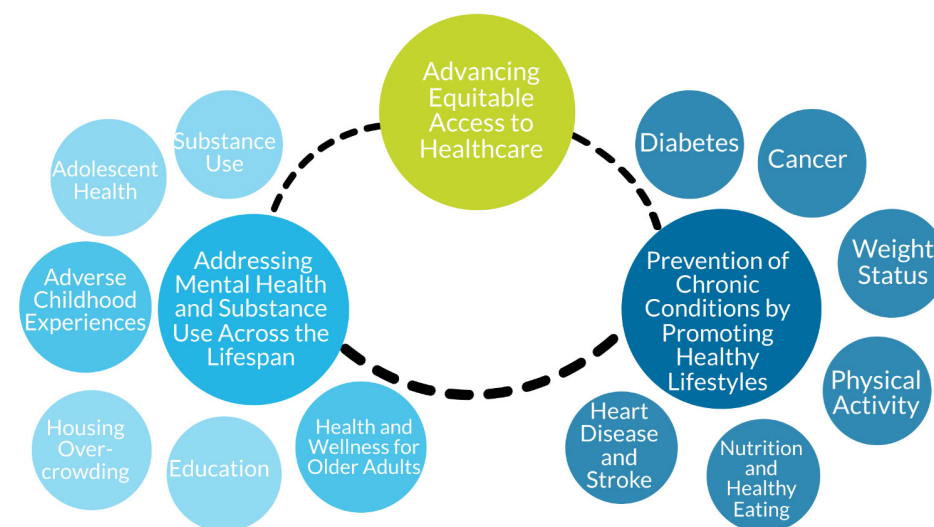 Advancing
Equitable
Access to
Healthcare
Substance
Use
Adolescent
Health
Adverse
Childhood
Experiences
Addressing
Mental Health
and Substance
Use Across the
Lifespan
Housing
Over-
crowding
Education
Health and
Wellness for
Older Adults
Diabetes
Cancer
Weight
Status
Prevention of
Chronic
Conditions by
Promoting
Healthy
Lifestyles
Physical
Activity
Heart
Disease
and
Stroke
Nutrition
and
Healthy
Eating